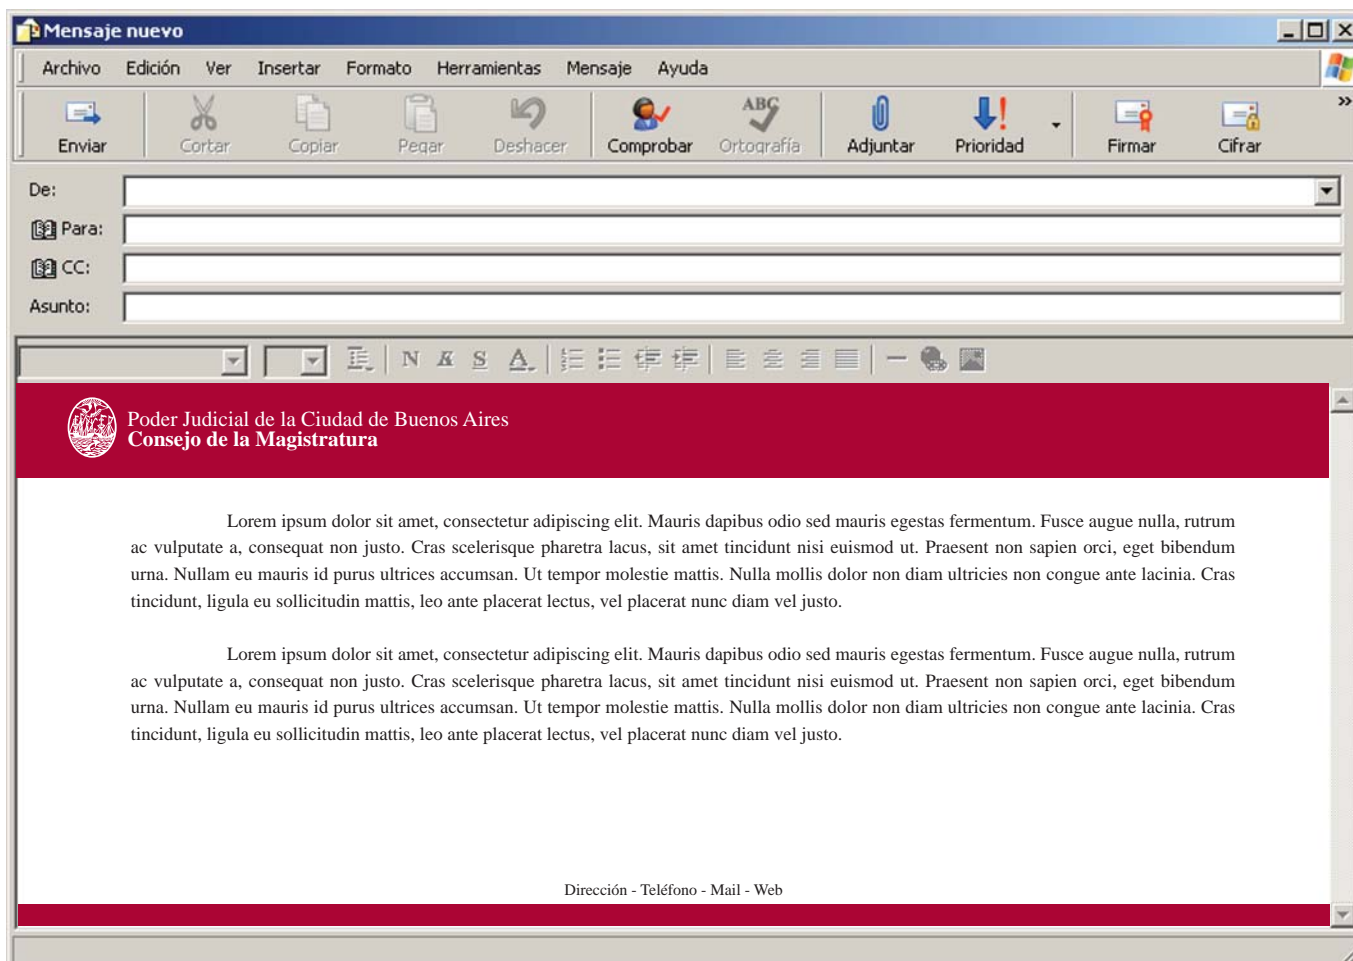 Mensaje nuevo
Archivo Edición Ver Insertar Formato Herramientas Mensaje Ayuda
ABC
Enviar Cortar Copiar Pegar Deshacer Comprobar Ortografía Adjuntar Prioridad Firmar Cifrar
De:
Para:
CC:
Asunto:
N K S A
Poder Judicial de la Ciudad de Buenos Aires
Consejo de la Magistratura
Lorem ipsum dolor sit amet, consectetur adipiscing elit. Mauris dapibus odio sed mauris egestas fermentum. Fusce augue nulla, rutrum
ac vulputate a, consequat non justo. Cras scelerisque pharetra lacus, sit amet tincidunt nisi euismod ut. Praesent non sapien orci, eget bibendum
urna. Nullam eu mauris id purus ultrices accumsan. Ut tempor molestie mattis. Nulla mollis dolor non diam ultricies non congue ante lacinia. Cras
tincidunt, ligula eu sollicitudin mattis, leo ante placerat lectus, vel placerat nunc diam vel justo.
Lorem ipsum dolor sit amet, consectetur adipiscing elit. Mauris dapibus odio sed mauris egestas fermentum. Fusce augue nulla, rutrum
ac vulputate a, consequat non justo. Cras scelerisque pharetra lacus, sit amet tincidunt nisi euismod ut. Praesent non sapien orci, eget bibendum
urna. Nullam eu mauris id purus ultrices accumsan. Ut tempor molestie mattis. Nulla mollis dolor non diam ultricies non congue ante lacinia. Cras
tincidunt, ligula eu sollicitudin mattis, leo ante placerat lectus, vel placerat nunc diam vel justo.
Dirección - Teléfono - Mail - Web